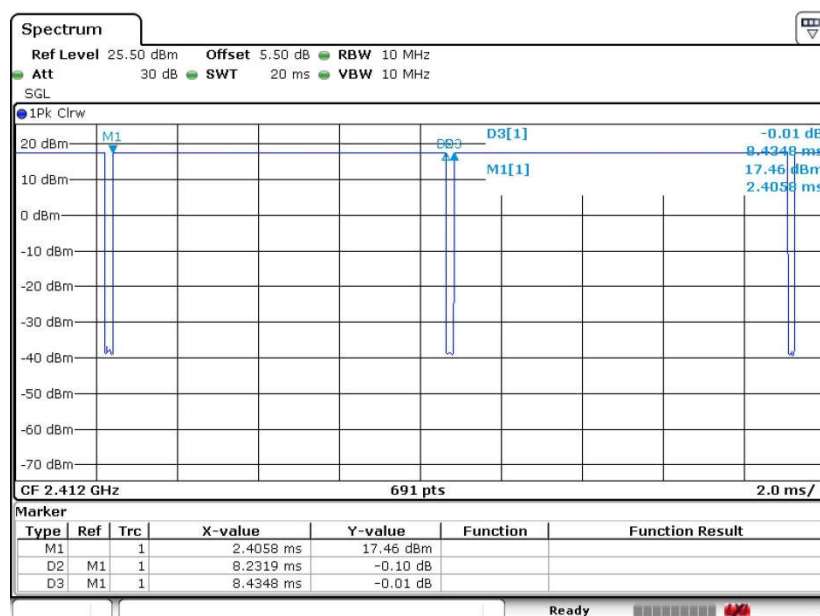 Spectrum
Ref Level 25.50 dBm Offset 5.50 dB RBW 10 MHz
Att 30 dB SWT 20 ms VBW 10 MHz
SGL
1Pk Clrw
D3[1] -0.01 dB
8.4348 ms
M1[1] 17.46 dBm
2.4058 ms
M1
D3
20 dBm
10 dBm
0 dBm
-10 dBm
-20 dBm
-30 dBm
-40 dBm
-50 dBm
-60 dBm
-70 dBm
CF 2.412 GHz 691 pts 2.0 ms/
Marker
Type Ref Trc X-value Y-value Function Function Result
M1 1 2.4058 ms 17.46 dBm
D2 M1 1 8.2319 ms -0.10 dB
D3 M1 1 8.4348 ms -0.01 dB
Ready